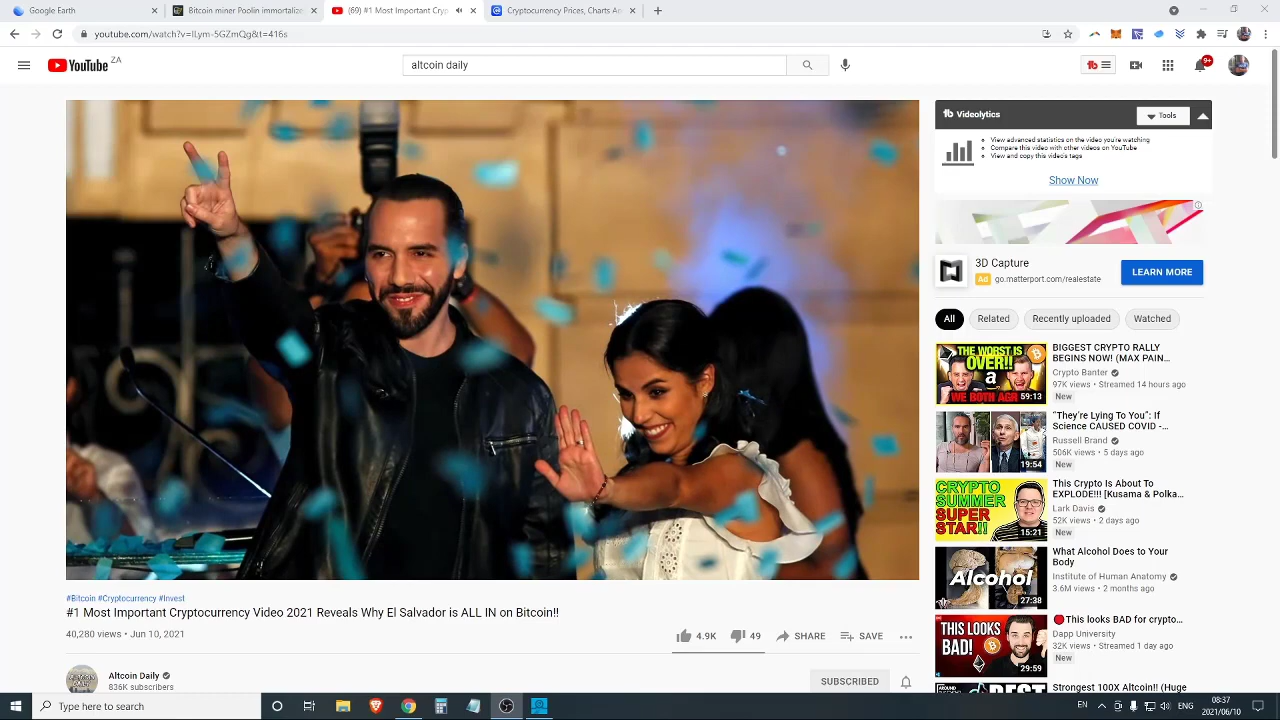 Google Earth
Bitcoin miner Poolin immortaliz
(69) #1 Most Important Cryp
Cryptocurrency Prices, Charts An
youtube.com/watch?v=lLym-5GZmQg&t=416s
YouTube ZA
altcoin daily
9+
Videolytics
Tools
View advanced statistics on the video you're watching
Compare this video with other videos on YouTube
View and copy this video's tags
Show Now
3D Capture
Ad go.matterport.com/realestate
LEARN MORE
All Related Recently uploaded Watched
THE WORST IS OVER!!
WE BOTH AGR
59:13
BIGGEST CRYPTO RALLY
BEGINS NOW! (MAX PAIN...
Crypto Banter
97K views • Streamed 14 hours ago
New
19:54
“They’re Lying To You”: If
Science CAUSED COVID -...
Russell Brand
506K views • 5 days ago
New
CRYPTO
SUMMER
SUPER
STAR!!
15:21
This Crypto Is About To
EXPLODE!!! [Kusama & Polka...
Lark Davis
52K views • 2 days ago
New
Alcohol
27:38
What Alcohol Does to Your
Body
Institute of Human Anatomy
3.6M views • 2 months ago
THIS LOOKS
BAD!
29:59
This looks BAD for crypto...
Dapp University
32K views • Streamed 1 day ago
New
Strongest 100X Altcoin!! (Huge
#Bitcoin #Cryptocurrency #Invest
#1 Most Important Cryptocurrency Video 2021 Reveals Why El Salvador is ALL IN on Bitcoin!!
40,280 views • Jun 10, 2021
4.9K 49 SHARE SAVE
Altcoin Daily
836K subscribers
SUBSCRIBED
Type here to search
EN
ENG
08:37
2021/06/10